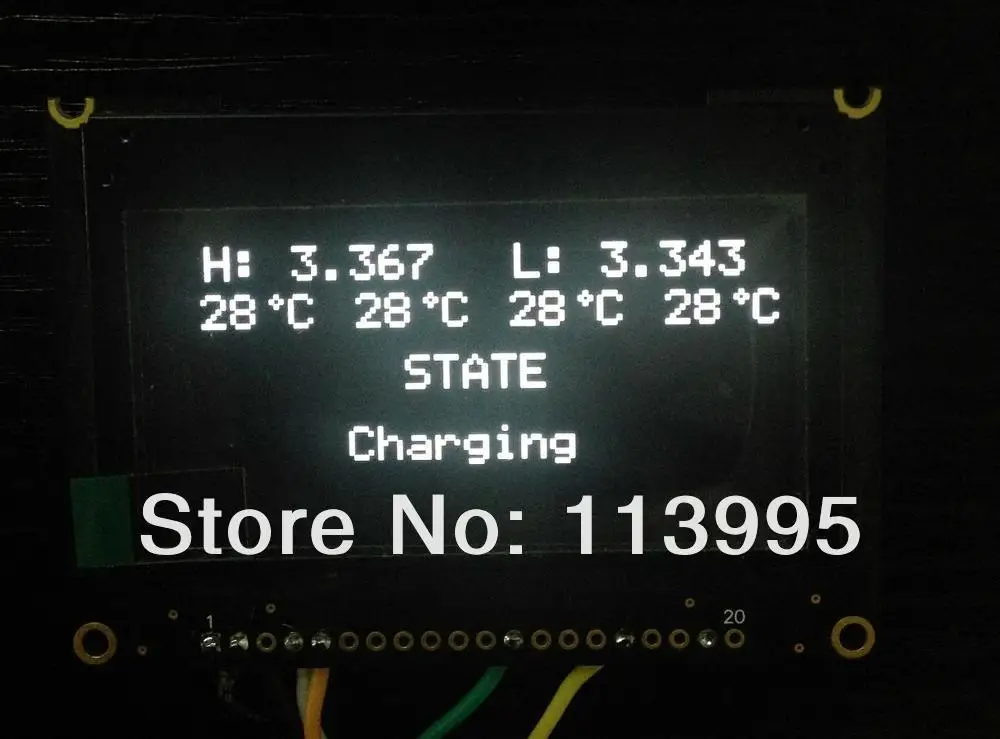 H: 3.367 L: 3.343
28°C 28°C 28°C 28°C
STATE
Charging
Store No: 113995
1 20